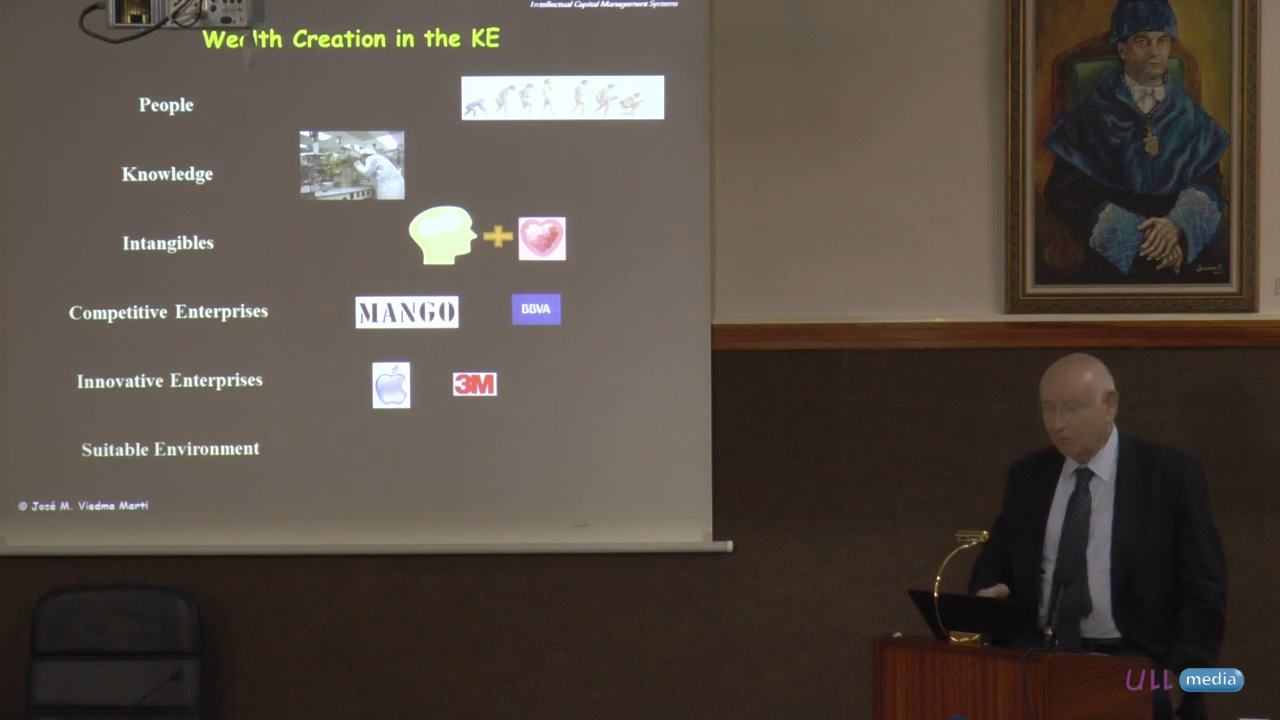 Intellectual Capital Management Systems
Wealth Creation in the KE
People
Knowledge
Intangibles
Competitive Enterprises
MANGO
BBVA
Innovative Enterprises
3M
Suitable Environment
© José M. Viedma Marti
ULL media